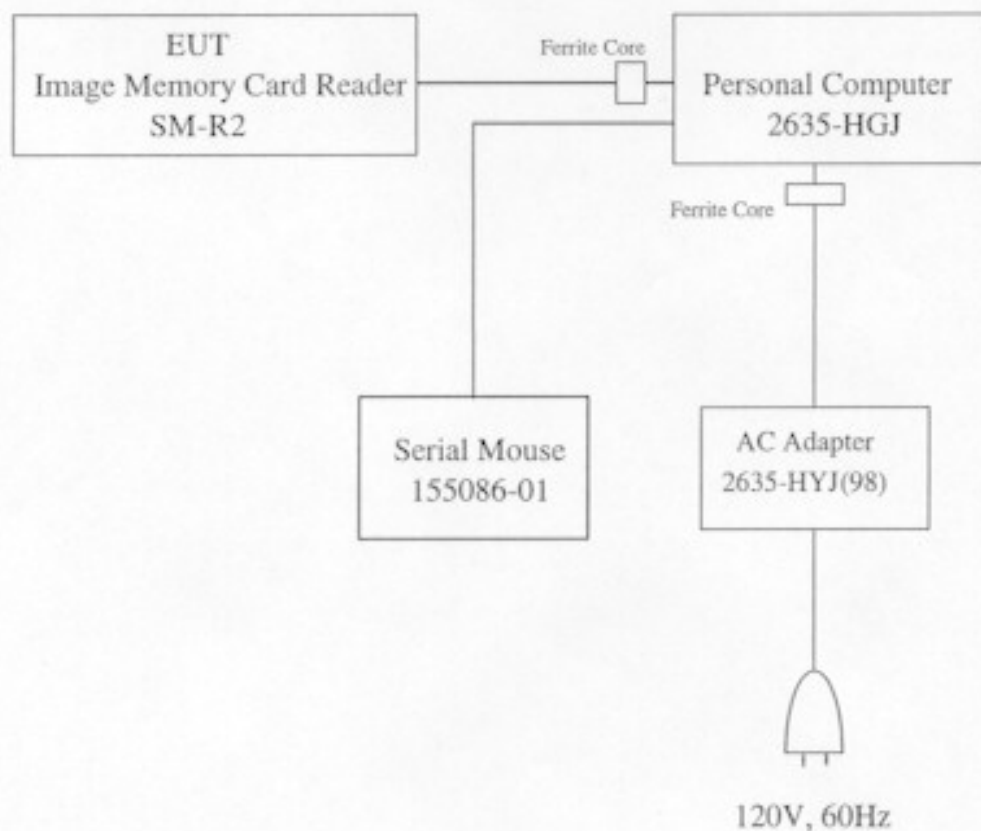 EUT
Image Memory Card Reader
SM-R2
Ferrite Core
Personal Computer
2635-HGJ
Ferrite Core
Serial Mouse
155086-01
AC Adapter
2635-HYJ(98)
120V, 60Hz